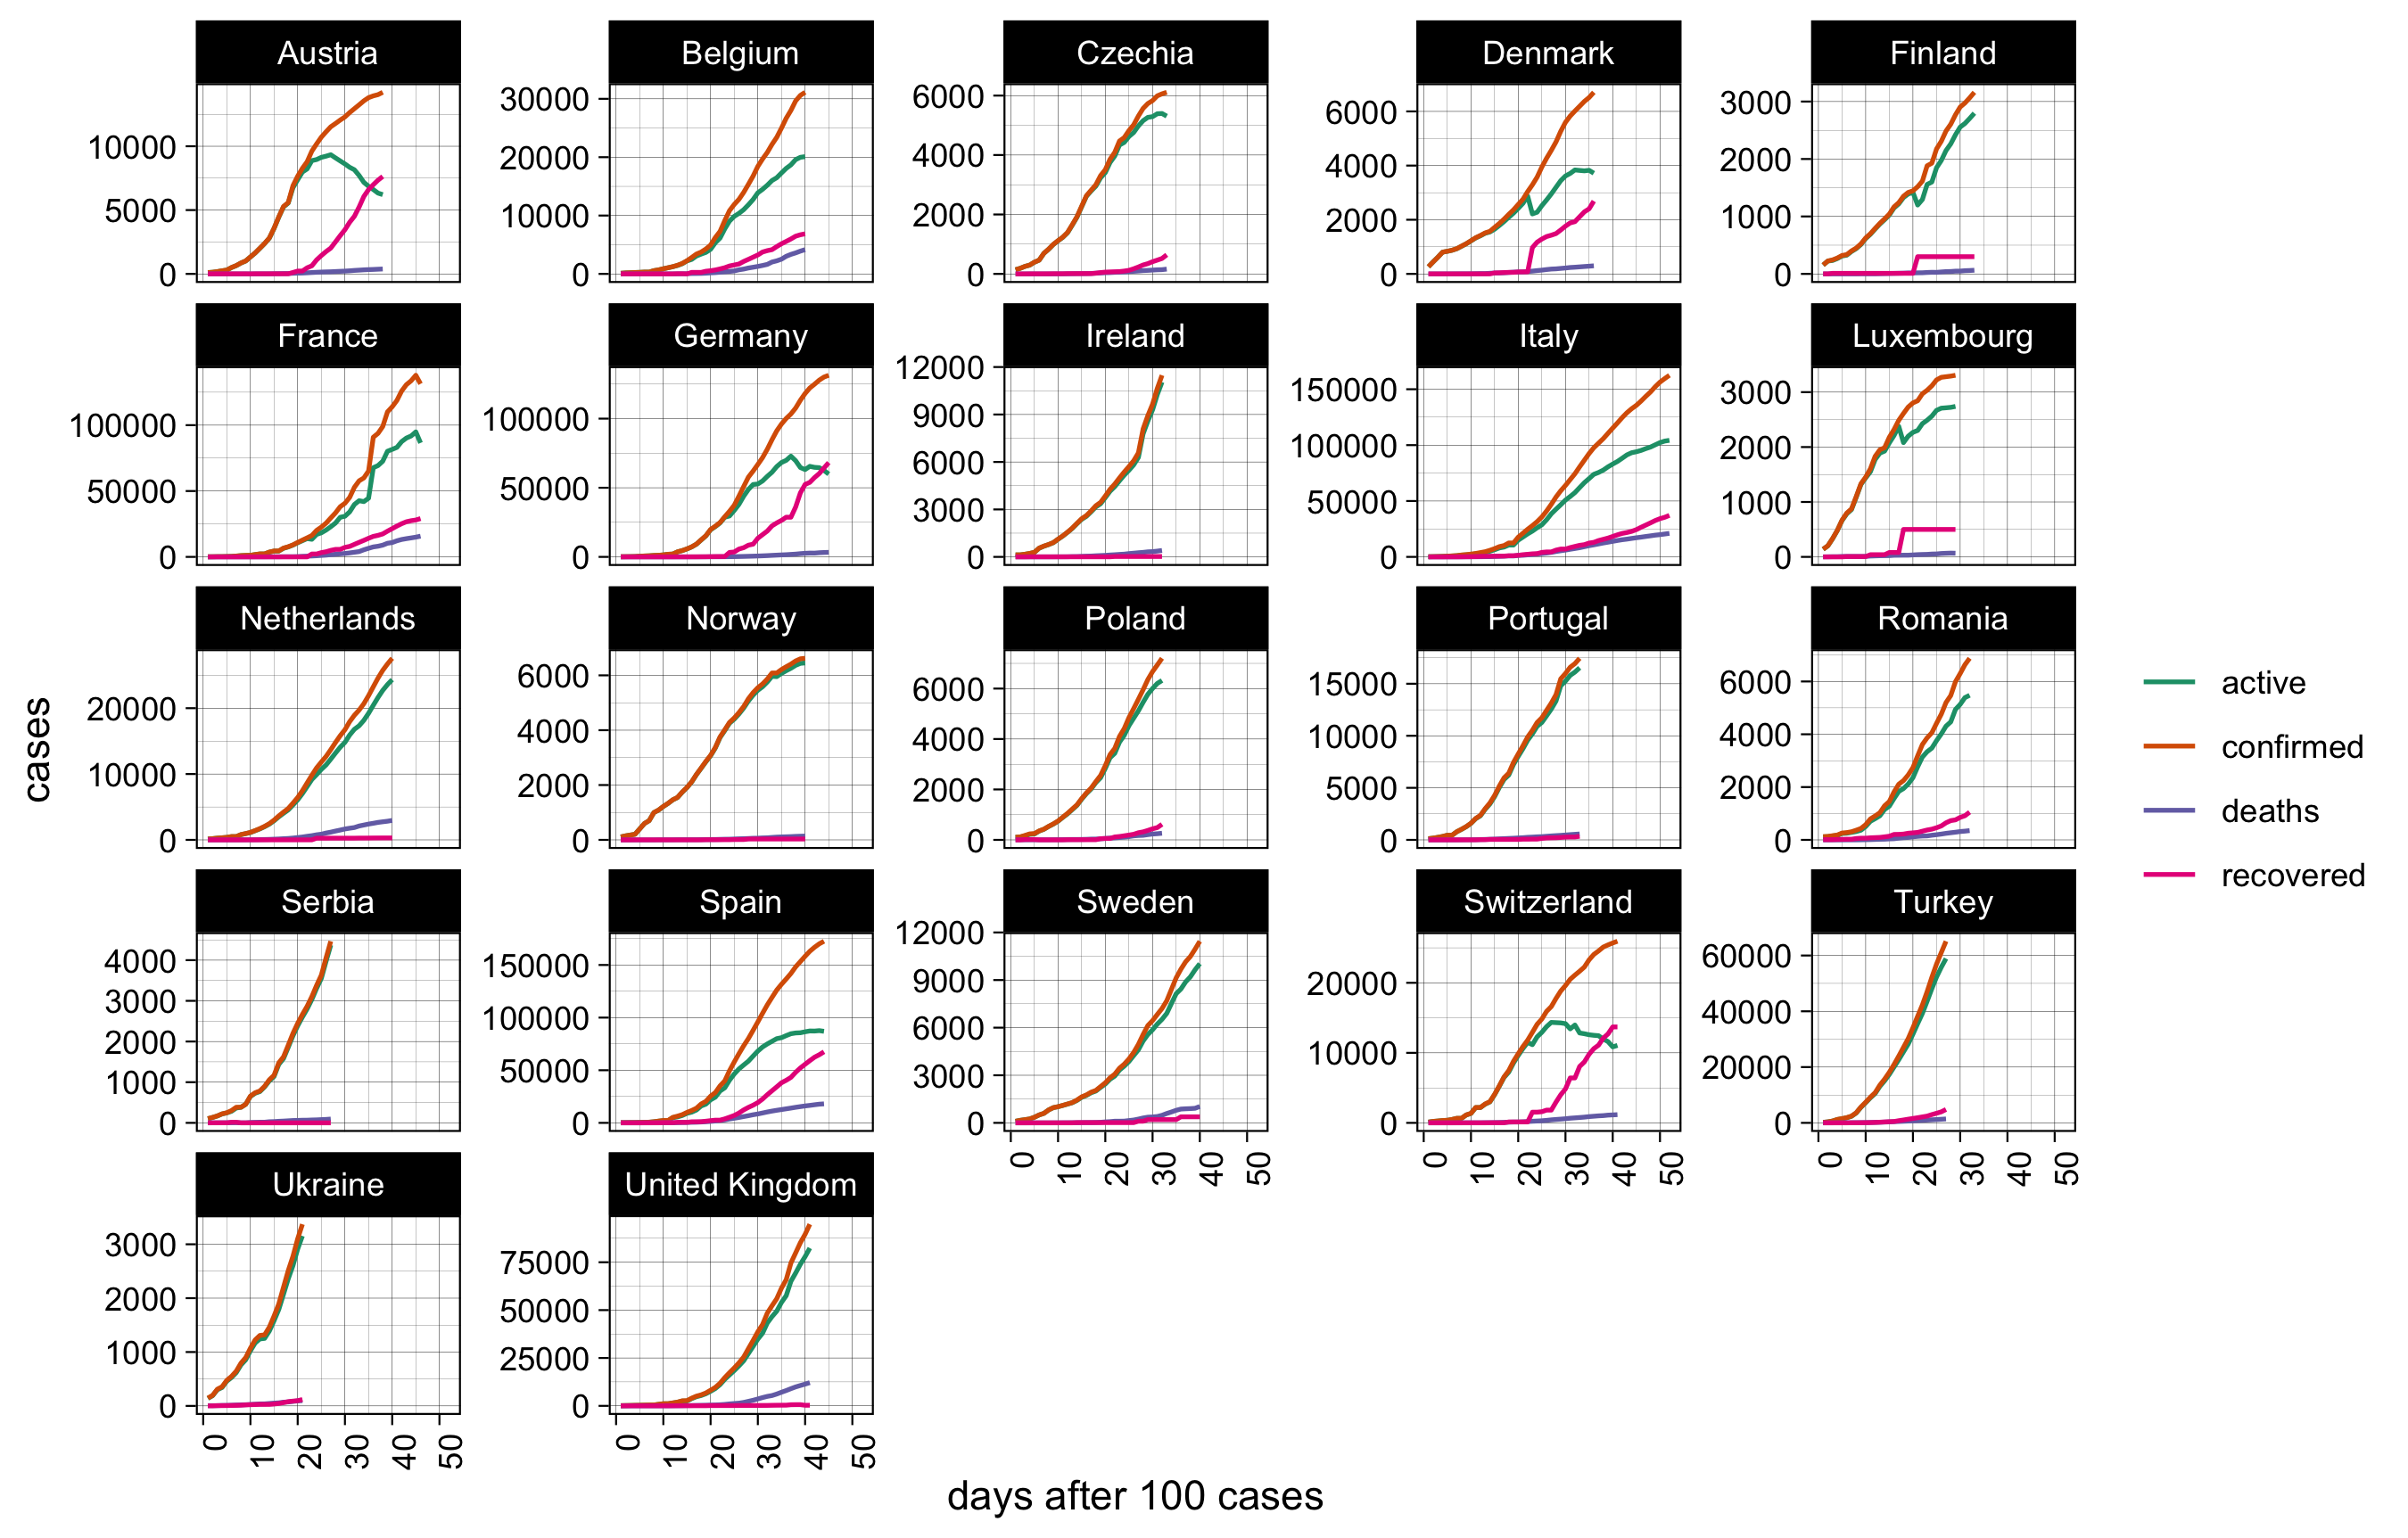 Austria
Belgium
Czechia
Denmark
Finland
10000
5000
0
30000
20000
10000
0
6000
4000
2000
0
6000
4000
2000
0
3000
2000
1000
0
France
Germany
Ireland
Italy
Luxembourg
100000
50000
0
100000
50000
0
12000
9000
6000
3000
0
150000
100000
50000
0
3000
2000
1000
0
Netherlands
Norway
Poland
Portugal
Romania
20000
10000
0
6000
4000
2000
0
6000
4000
2000
0
15000
10000
5000
0
6000
4000
2000
0
Serbia
Spain
Sweden
Switzerland
Turkey
4000
3000
2000
1000
0
150000
100000
50000
0
12000
9000
6000
3000
0
20000
10000
0
60000
40000
20000
0
0 10 20 30 40 50
0 10 20 30 40 50
0 10 20 30 40 50
Ukraine
United Kingdom
3000
2000
1000
0
75000
50000
25000
0
0 10 20 30 40 50
0 10 20 30 40 50
cases
days after 100 cases
active
confirmed
deaths
recovered